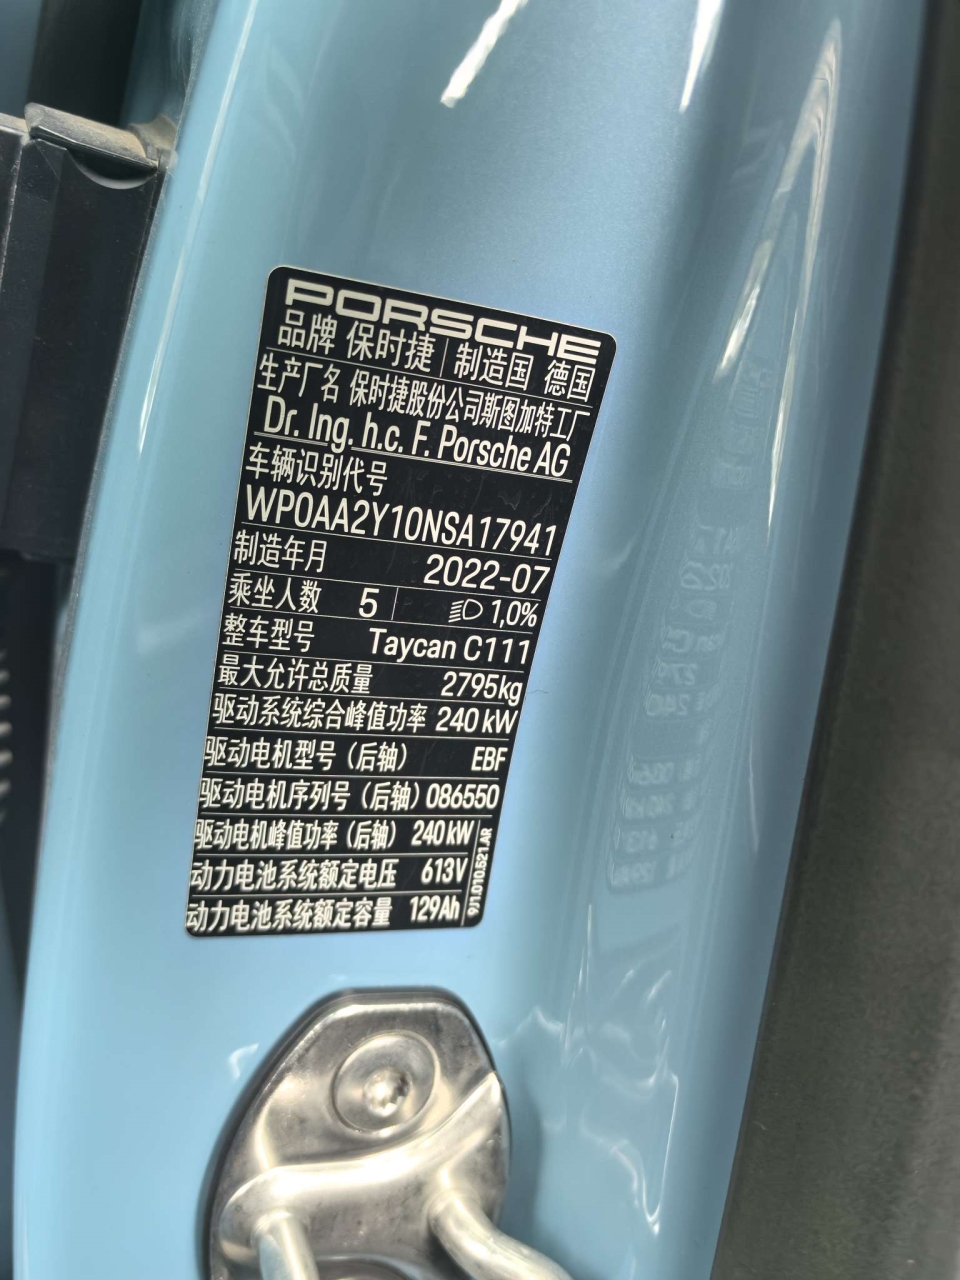 PORSCHE
品牌 保时捷 制造国 德国
生产厂名 保时捷股份公司斯图加特工厂
Dr. Ing. h.c. F. Porsche AG
车辆识别代号
WP0AA2Y10NSA17941
制造年月 2022-07
乘坐人数 5 1,0%
整车型号 Taycan C111
最大允许总质量 2795kg
驱动系统综合峰值功率 240 kW
驱动电机型号（后轴） EBF
驱动电机序列号（后轴）086550
驱动电机峰值功率（后轴） 240 kW
动力电池系统额定电压 613V
动力电池系统额定容量 129Ah
9J1.010.521.AR